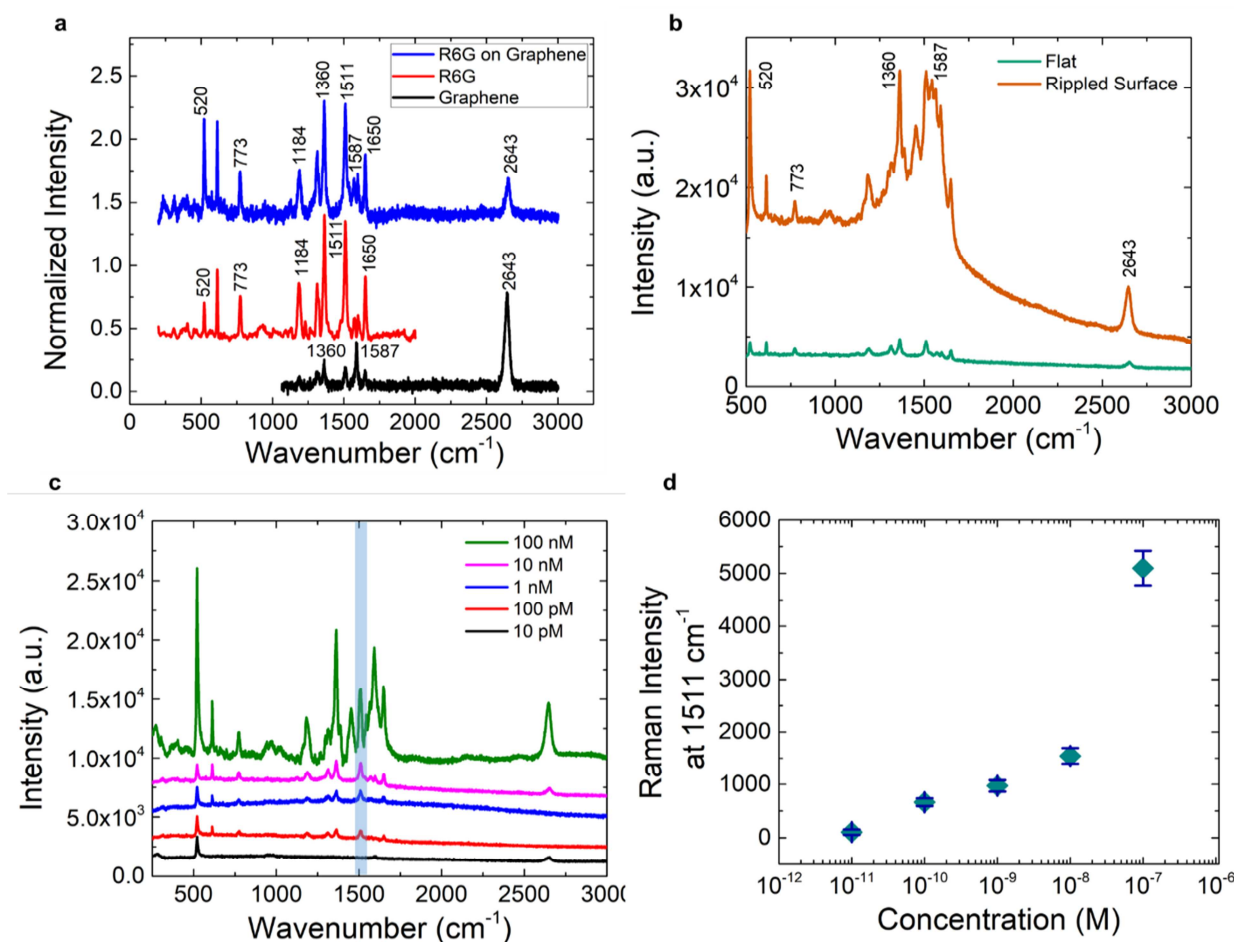 a
Normalized Intensity
2.5
2.0
1.5
1.0
0.5
0.0
R6G on Graphene
R6G
Graphene
520
773
1184
1360
1511
1587
1650
2643
520
773
1184
1511
1650
2643
1360
1587
0 500 1000 1500 2000 2500 3000
Wavenumber (cm⁻¹)
b
Intensity (a.u.)
3x10⁴
2x10⁴
1x10⁴
0
Flat
Rippled Surface
520
773
1360
1587
2643
500 1000 1500 2000 2500 3000
Wavenumber (cm⁻¹)
c
Intensity (a.u.)
3.0x10⁴
2.5x10⁴
2.0x10⁴
1.5x10⁴
1.0x10⁴
5.0x10³
0.0
100 nM
10 nM
1 nM
100 pM
10 pM
500 1000 1500 2000 2500 3000
Wavenumber (cm⁻¹)
d
Raman Intensity
at 1511 cm⁻¹
6000
5000
4000
3000
2000
1000
0
10⁻¹² 10⁻¹¹ 10⁻¹⁰ 10⁻⁹ 10⁻⁸ 10⁻⁷ 10⁻⁶
Concentration (M)